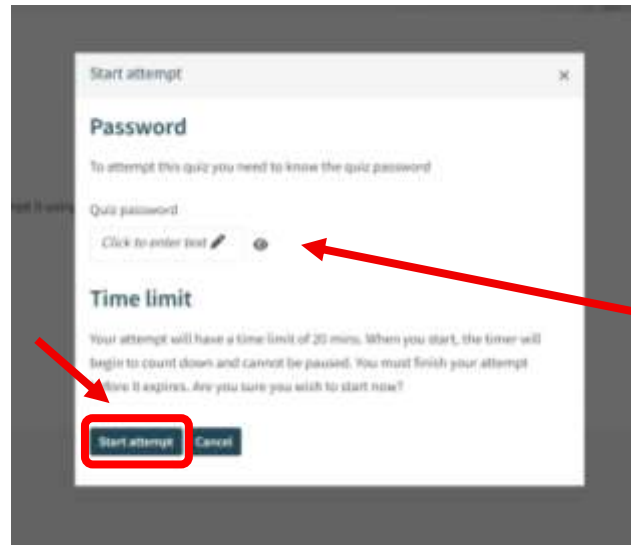 Start attempt ×
Password
To attempt this quiz you need to know the quiz password
Quiz password
Click to enter text
Time limit
Your attempt will have a time limit of 20 mins. When you start, the timer will
begin to count down and cannot be paused. You must finish your attempt
before it expires. Are you sure you wish to start now?
Start attempt Cancel